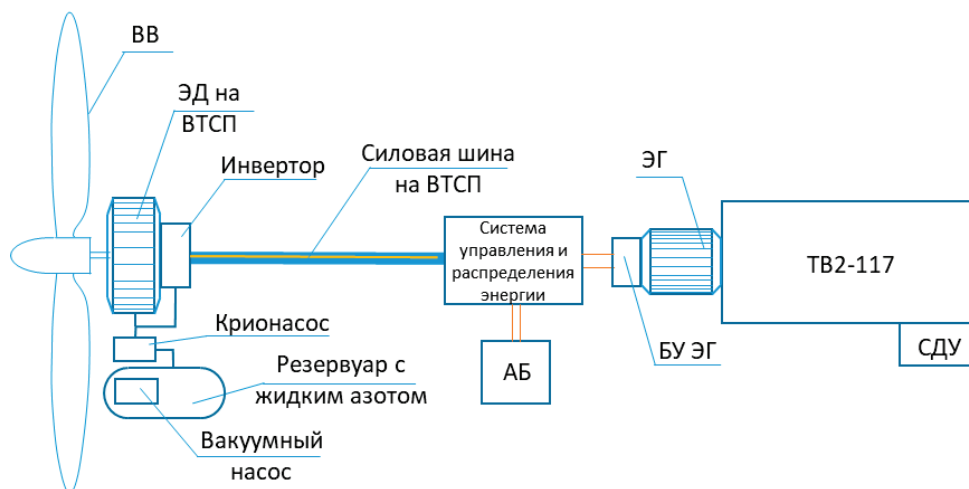 ВВ
ЭД на
ВТСП
Инвертор
Силовая шина
на ВТСП
ЭГ
Система
управления и
распределения
энергии
ТВ2-117
Крионасос
АБ
БУ ЭГ
СДУ
Резервуар с
жидким азотом
Вакуумный
насос